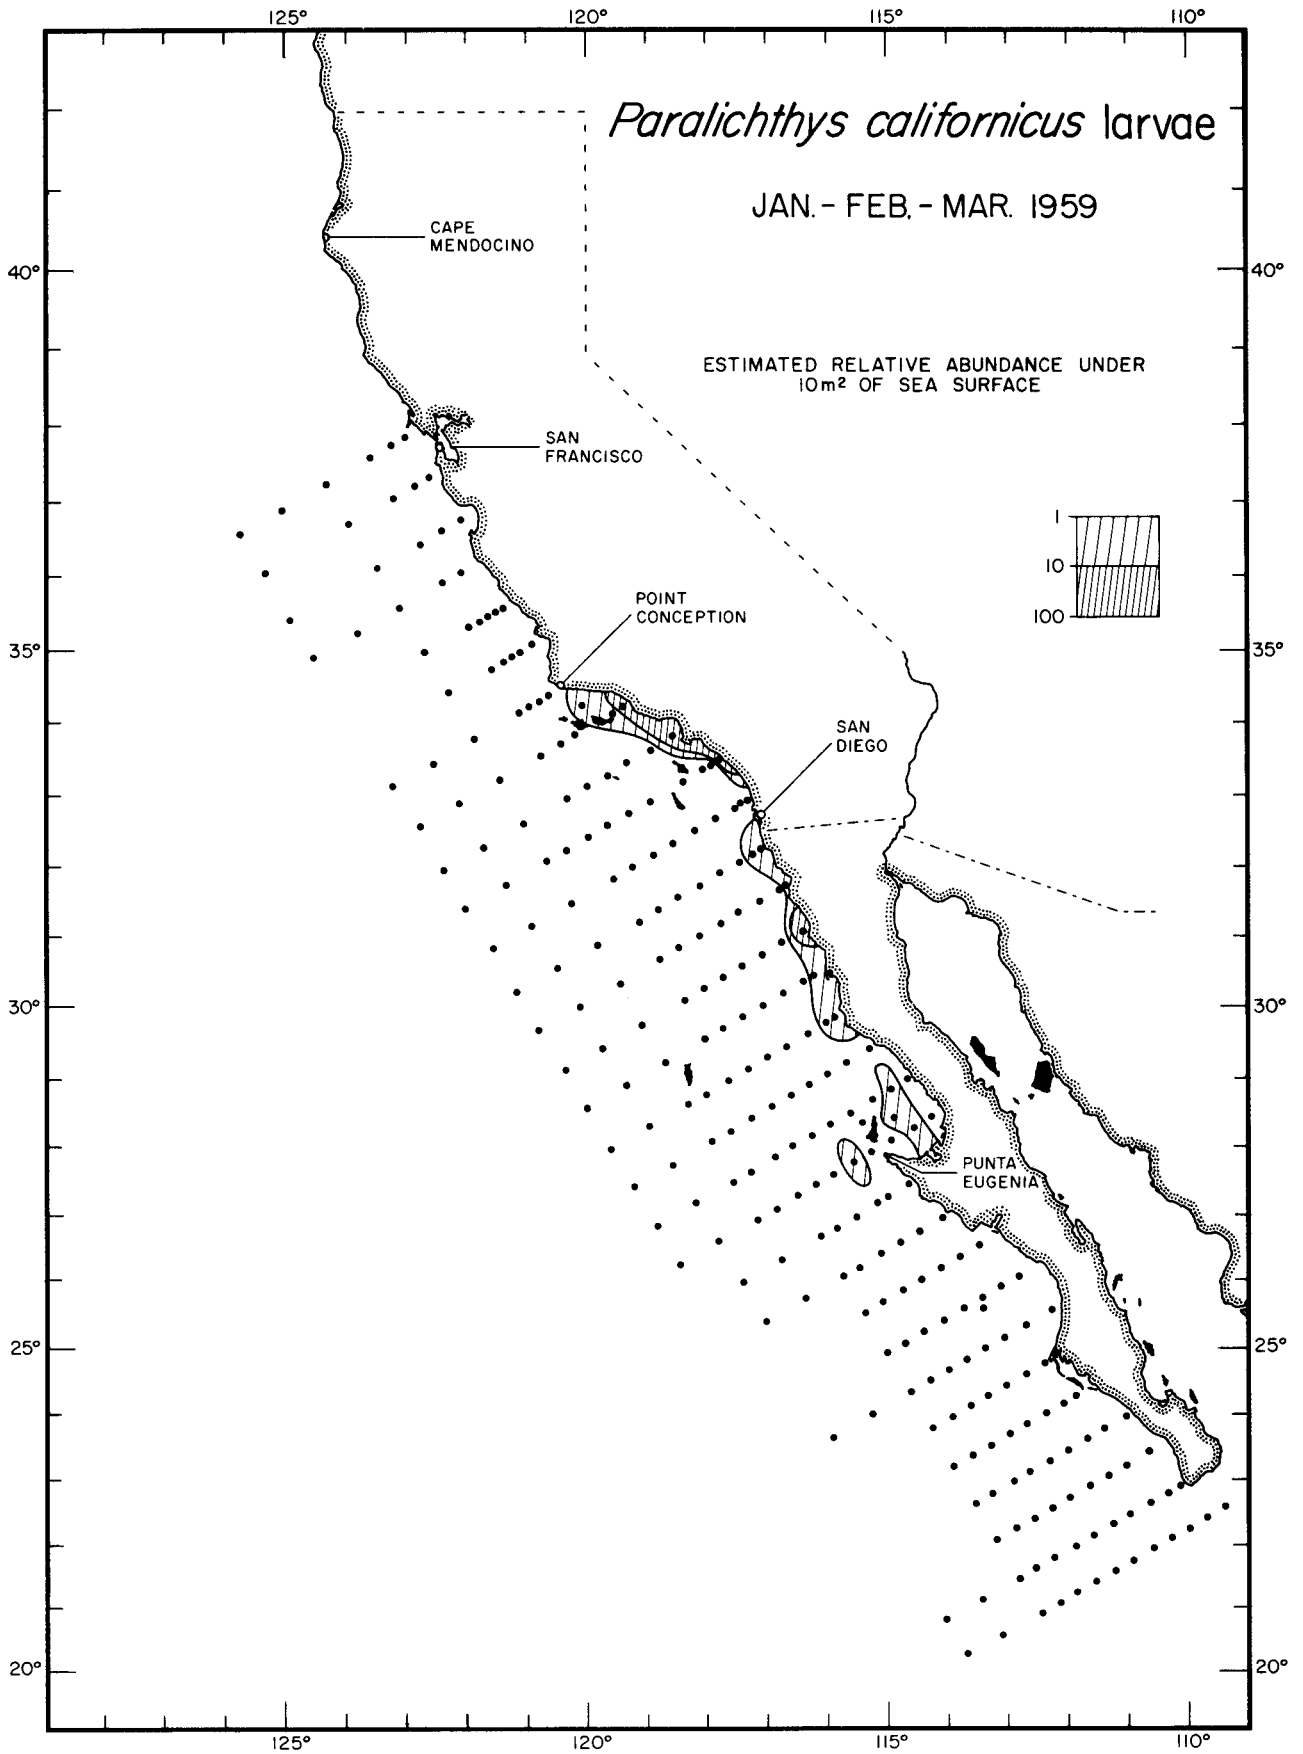 125° 120° 115° 110°
Paralichthys californicus larvae
JAN. - FEB. - MAR. 1959
CAPE
MENDOCINO
40° 40°
ESTIMATED RELATIVE ABUNDANCE UNDER
10m² OF SEA SURFACE
SAN
FRANCISCO
1
10
100
POINT
CONCEPTION
35° 35°
SAN
DIEGO
30° 30°
PUNTA
EUGENIA
25° 25°
20° 20°
125° 120° 115° 110°